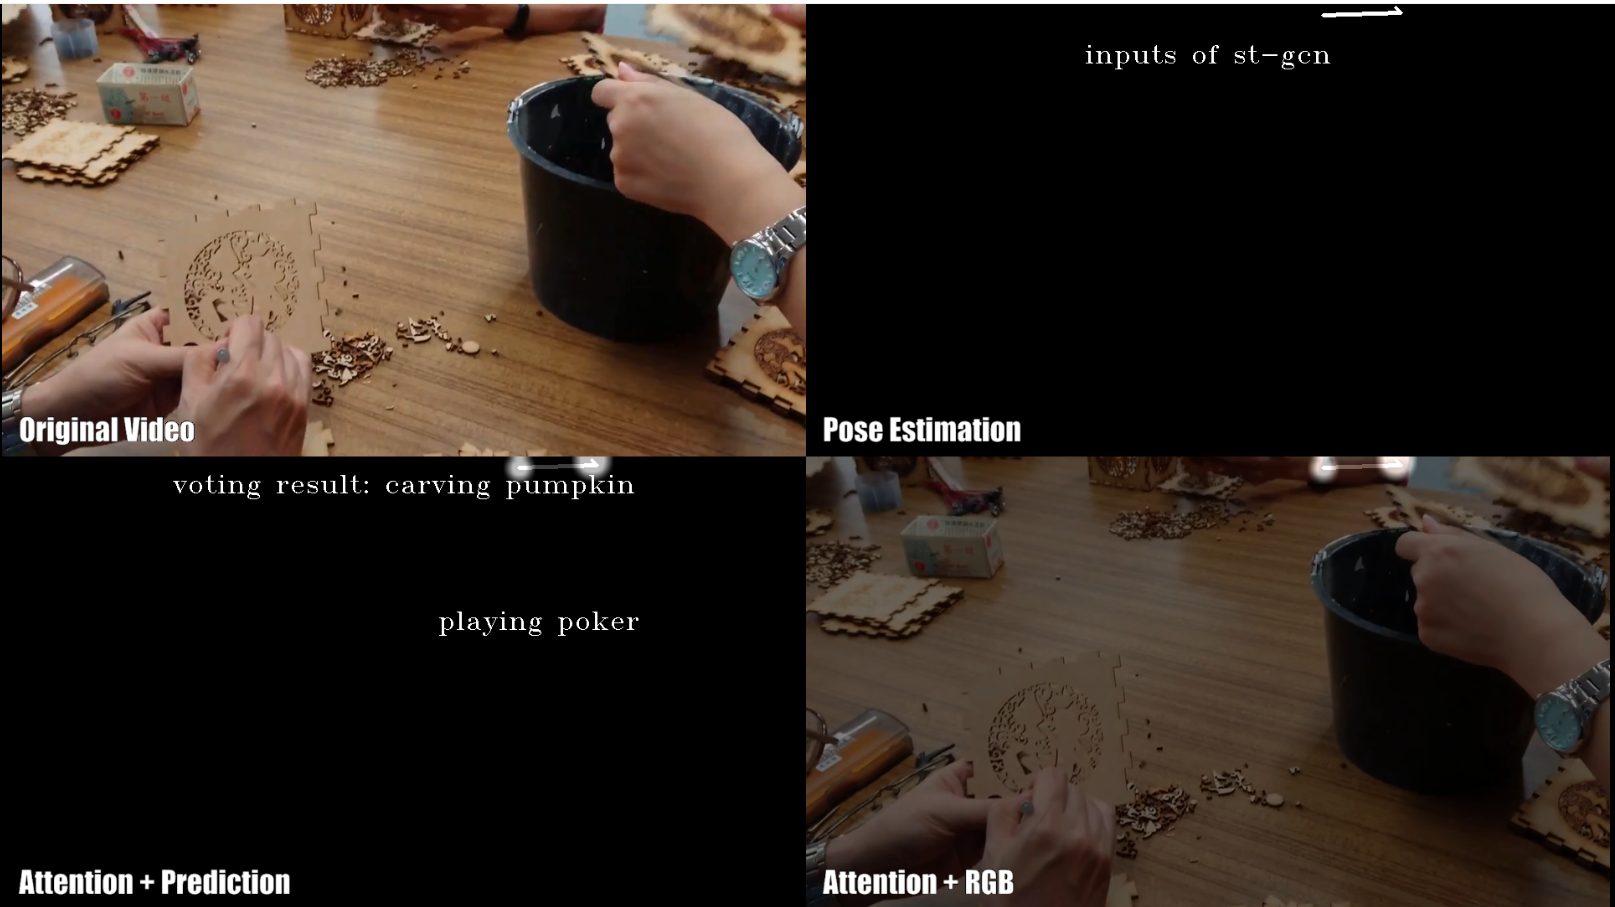 Original Video
inputs of st-gcn
Pose Estimation
voting result: carving pumpkin
playing poker
Attention + Prediction
Attention + RGB